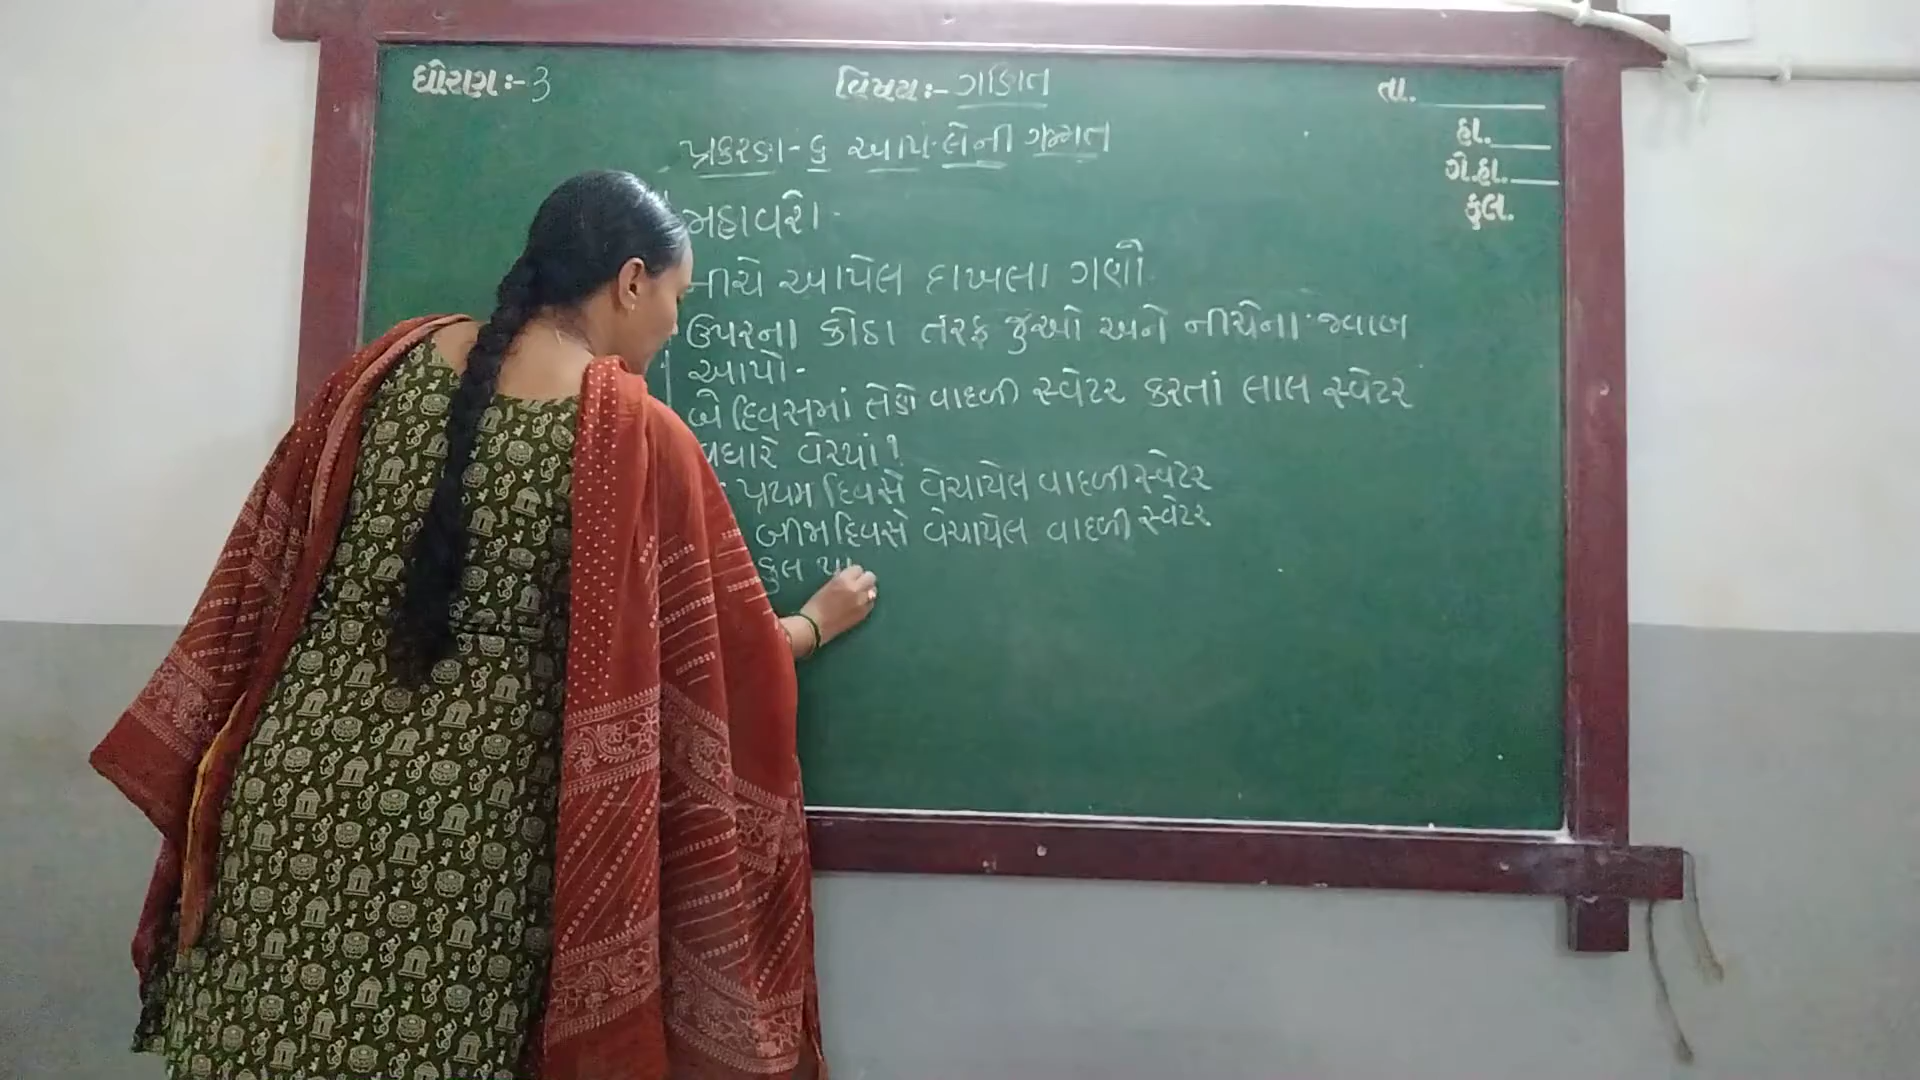 ધોરણ:- 3
વિષય:- ગણિત
તા.
હા.
ગે.હા.
કુલ.
પ્રકરણ- ૬ આપ-લેની ગમ્મત
મહાવરો-
નીચે આપેલ દાખલા ગણો
ઉપરના કોઠા તરફ જુઓ અને નીચેના જવાબ
આપો-
બે દિવસમાં તેણે વાદળી સ્વેટર કરતાં લાલ સ્વેટર
વધારે વેચ્યાં?
પ્રથમ દિવસે વેચાયેલ વાદળી સ્વેટર
બીજા દિવસે વેચાયેલ વાદળી સ્વેટર
કુલ